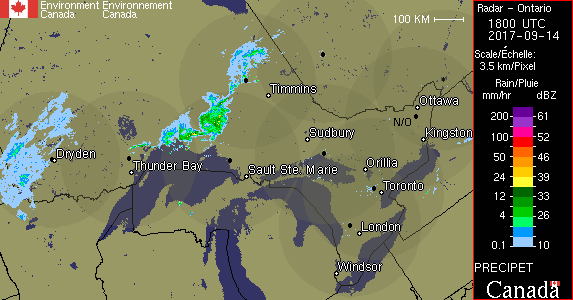 Environment Environnement
Canada Canada
Radar - Ontario
1800 UTC
2017-09-14
100 KM
Scale/Échelle:
3.5 km/Pixel
Rain/Pluie
mm/hr dBZ
200 61
100 52
50 46
24 39
12 33
4 26
1 18
0.1 10
Timmins
Ottawa
N/O
Sudbury
Kingston
Dryden
Thunder Bay
Sault Ste. Marie
Orillia
Toronto
London
Windsor
PRECIPET
Canada